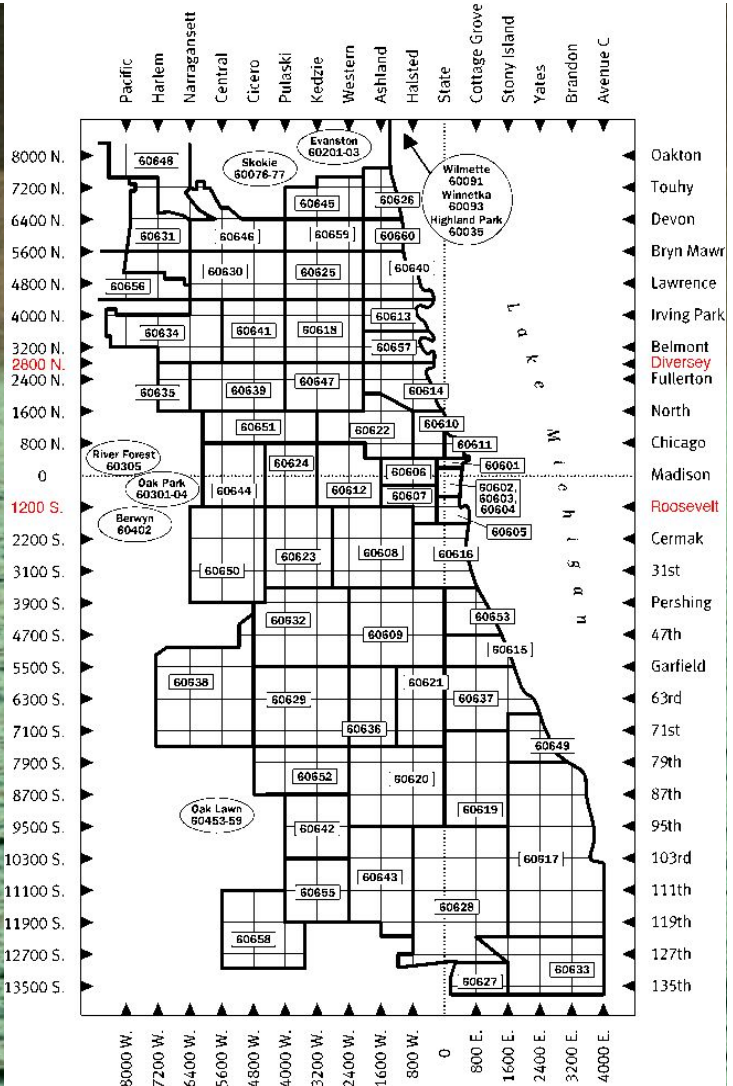 Pacific
Harlem
Narragansett
Central
Cicero
Pulaski
Kedzie
Western
Ashland
Halsted
State
Cottage Grove
Stony Island
Yates
Brandon
Avenue C
8000 N.
7200 N.
6400 N.
5600 N.
4800 N.
4000 N.
3200 N.
2800 N.
2400 N.
1600 N.
800 N.
0
1200 S.
2200 S.
3100 S.
3900 S.
4700 S.
5500 S.
6300 S.
7100 S.
7900 S.
8700 S.
9500 S.
10300 S.
11100 S.
11900 S.
12700 S.
13500 S.
60648
Skokie
60076-77
Evanston
60201-03
Wilmette
60091
Winnetka
60093
Highland Park
60035
60645
60626
60631
60646
60659
60660
60656
60630
60625
60640
60634
60641
60618
60613
60657
60635
60639
60647
60614
60651
60622
60610
60611
River Forest
60305
Oak Park
60301-04
Berwyn
60402
60644
60624
60612
60606
60607
60601
60602,
60603,
60604
60605
60650
60623
60608
60616
60632
60609
60653
60615
60638
60629
60636
60621
60637
60649
60652
60620
60619
Oak Lawn
60453-59
60642
60617
60655
60643
60628
60658
60627
60633
Lake Michigan
Oakton
Touhy
Devon
Bryn Mawr
Lawrence
Irving Park
Belmont
Diversey
Fullerton
North
Chicago
Madison
Roosevelt
Cermak
31st
Pershing
47th
Garfield
63rd
71st
79th
87th
95th
103rd
111th
119th
127th
135th
8000 W.
7200 W.
6400 W.
5600 W.
4800 W.
4000 W.
3200 W.
2400 W.
1600 W.
800 W.
0
800 E.
1600 E.
2400 E.
3200 E.
4000 E.